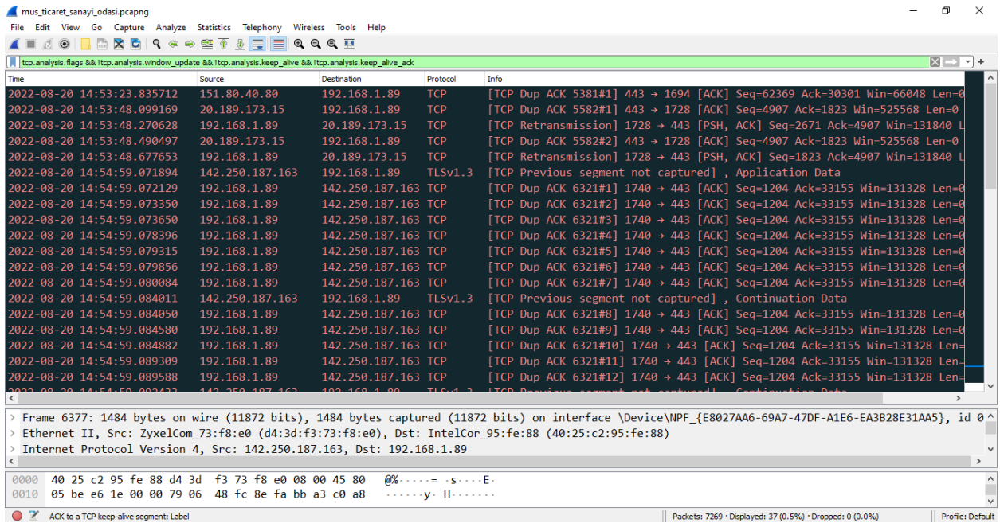 mus_ticaret_sanayi_odasi.pcapng
File Edit View Go Capture Analyze Statistics Telephony Wireless Tools Help
tcp.analysis.flags && !tcp.analysis.window_update && !tcp.analysis.keep_alive && !tcp.analysis.keep_alive_ack
Time Source Destination Protocol Info
2022-08-20 14:53:23.835712 151.80.40.80 192.168.1.89 TCP [TCP Dup ACK 5381#1] 443 → 1694 [ACK] Seq=62369 Ack=30301 Win=66048 Len=0
2022-08-20 14:53:48.099169 20.189.173.15 192.168.1.89 TCP [TCP Dup ACK 5582#1] 443 → 1728 [ACK] Seq=4907 Ack=1823 Win=525568 Len=0
2022-08-20 14:53:48.270628 192.168.1.89 20.189.173.15 TCP [TCP Retransmission] 1728 → 443 [PSH, ACK] Seq=2671 Ack=4907 Win=131840 L
2022-08-20 14:53:48.490497 20.189.173.15 192.168.1.89 TCP [TCP Dup ACK 5582#2] 443 → 1728 [ACK] Seq=4907 Ack=1823 Win=525568 Len=0
2022-08-20 14:53:48.677653 192.168.1.89 20.189.173.15 TCP [TCP Retransmission] 1728 → 443 [PSH, ACK] Seq=1823 Ack=4907 Win=131840 L
2022-08-20 14:54:59.071894 142.250.187.163 192.168.1.89 TLSv1.3 [TCP Previous segment not captured] , Application Data
2022-08-20 14:54:59.072129 192.168.1.89 142.250.187.163 TCP [TCP Dup ACK 6321#1] 1740 → 443 [ACK] Seq=1204 Ack=33155 Win=131328 Len=0
2022-08-20 14:54:59.073350 192.168.1.89 142.250.187.163 TCP [TCP Dup ACK 6321#2] 1740 → 443 [ACK] Seq=1204 Ack=33155 Win=131328 Len=0
2022-08-20 14:54:59.073650 192.168.1.89 142.250.187.163 TCP [TCP Dup ACK 6321#3] 1740 → 443 [ACK] Seq=1204 Ack=33155 Win=131328 Len=0
2022-08-20 14:54:59.078396 192.168.1.89 142.250.187.163 TCP [TCP Dup ACK 6321#4] 1740 → 443 [ACK] Seq=1204 Ack=33155 Win=131328 Len=0
2022-08-20 14:54:59.079315 192.168.1.89 142.250.187.163 TCP [TCP Dup ACK 6321#5] 1740 → 443 [ACK] Seq=1204 Ack=33155 Win=131328 Len=0
2022-08-20 14:54:59.079856 192.168.1.89 142.250.187.163 TCP [TCP Dup ACK 6321#6] 1740 → 443 [ACK] Seq=1204 Ack=33155 Win=131328 Len=0
2022-08-20 14:54:59.080084 192.168.1.89 142.250.187.163 TCP [TCP Dup ACK 6321#7] 1740 → 443 [ACK] Seq=1204 Ack=33155 Win=131328 Len=0
2022-08-20 14:54:59.084011 142.250.187.163 192.168.1.89 TLSv1.3 [TCP Previous segment not captured] , Continuation Data
2022-08-20 14:54:59.084050 192.168.1.89 142.250.187.163 TCP [TCP Dup ACK 6321#8] 1740 → 443 [ACK] Seq=1204 Ack=33155 Win=131328 Len=0
2022-08-20 14:54:59.084580 192.168.1.89 142.250.187.163 TCP [TCP Dup ACK 6321#9] 1740 → 443 [ACK] Seq=1204 Ack=33155 Win=131328 Len=0
2022-08-20 14:54:59.084882 192.168.1.89 142.250.187.163 TCP [TCP Dup ACK 6321#10] 1740 → 443 [ACK] Seq=1204 Ack=33155 Win=131328 Len=
2022-08-20 14:54:59.089309 192.168.1.89 142.250.187.163 TCP [TCP Dup ACK 6321#11] 1740 → 443 [ACK] Seq=1204 Ack=33155 Win=131328 Len=
2022-08-20 14:54:59.089588 192.168.1.89 142.250.187.163 TCP [TCP Dup ACK 6321#12] 1740 → 443 [ACK] Seq=1204 Ack=33155 Win=131328 Len=
> Frame 6377: 1484 bytes on wire (11872 bits), 1484 bytes captured (11872 bits) on interface \Device\NPF_{E8027AA6-69A7-47DF-A1E6-EA3B28E31AA5}, id 0
> Ethernet II, Src: ZyxelCom_73:f8:e0 (d4:3d:f3:73:f8:e0), Dst: IntelCor_95:fe:88 (40:25:c2:95:fe:88)
> Internet Protocol Version 4, Src: 142.250.187.163, Dst: 192.168.1.89
0000 40 25 c2 95 fe 88 d4 3d f3 73 f8 e0 08 00 45 80 @%·····= ·s····E·
0010 05 be e6 1e 00 00 79 06 48 fc 8e fa bb a3 c0 a8 ······y· H·······
ACK to a TCP keep-alive segment: Label Packets: 7269 · Displayed: 37 (0.5%) · Dropped: 0 (0.0%) Profile: Default